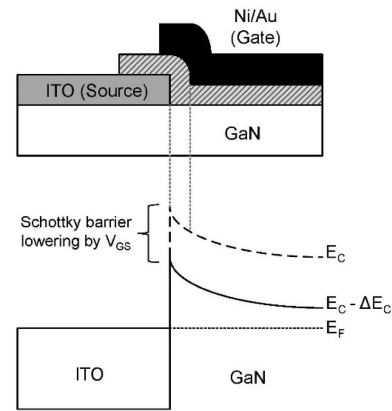 Ni/Au
(Gate)
ITO (Source)
GaN
Schottky barrier
lowering by V_GS
E_C
E_C - ΔE_C
E_F
ITO
GaN